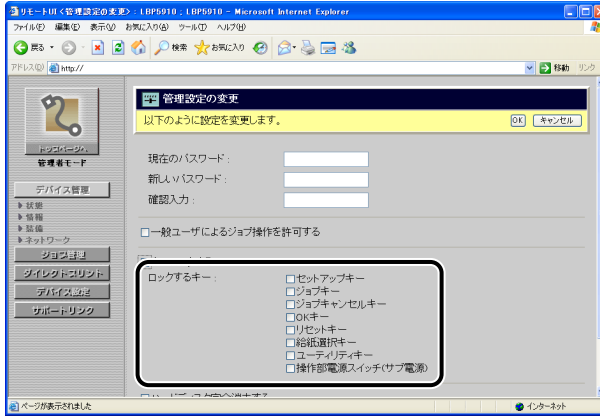 リモートUI <管理設定の変更> : LBP5910 ; LBP5910 - Microsoft Internet Explorer
ファイル(F) 編集(E) 表示(V) お気に入り(A) ツール(T) ヘルプ(H)
戻る 検索 お気に入り
アドレス(D) http:// 移動 リンク
トップページへ
管理者モード
デバイス管理
状態
情報
装備
ネットワーク
ジョブ管理
ダイレクトプリント
デバイス設定
サポートリンク
管理設定の変更
以下のように設定を変更します。 OK キャンセル
現在のパスワード :
新しいパスワード :
確認入力 :
一般ユーザによるジョブ操作を許可する
ロックするキー :
セットアップキー
ジョブキー
ジョブキャンセルキー
OKキー
リセットキー
給紙選択キー
ユーティリティキー
操作部電源スイッチ(サブ電源)
ページが表示されました インターネット